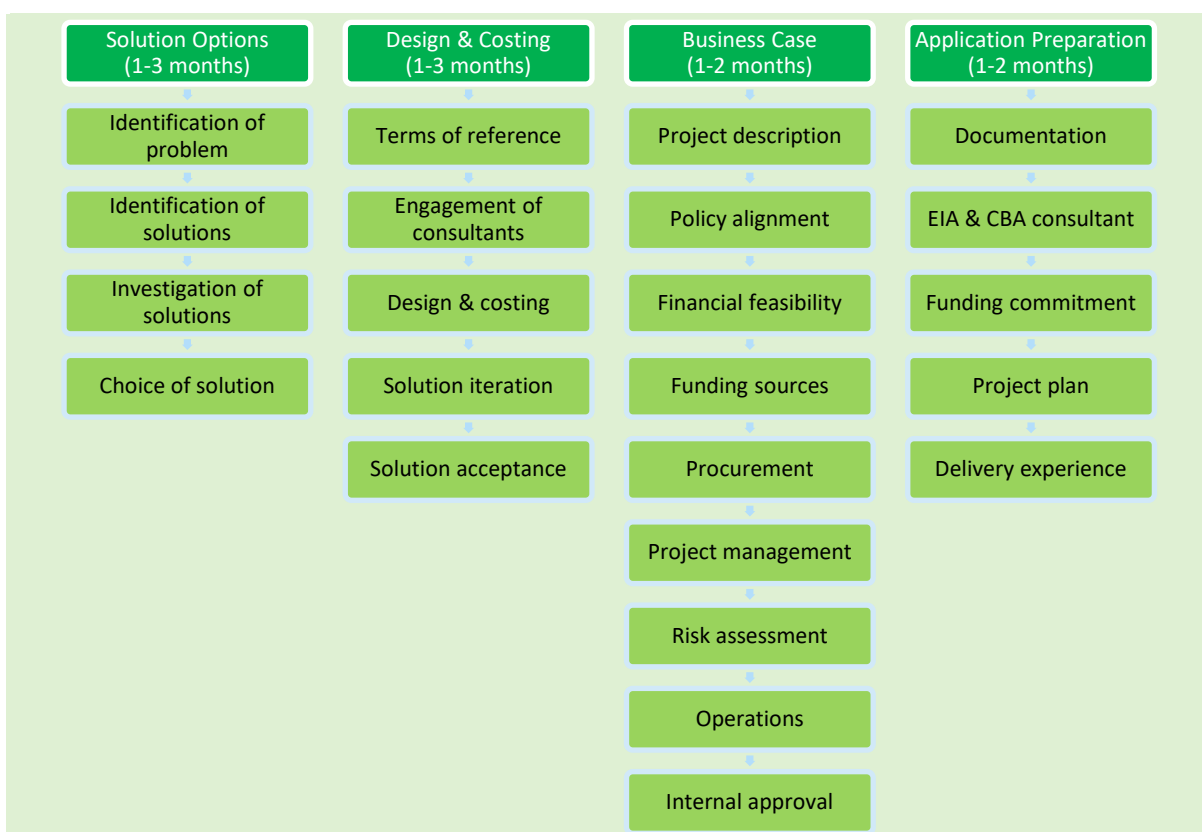 Solution Options
(1-3 months)
Identification of
problem
Identification of
solutions
Investigation of
solutions
Choice of solution
Design & Costing
(1-3 months)
Terms of reference
Engagement of
consultants
Design & costing
Solution iteration
Solution acceptance
Business Case
(1-2 months)
Project description
Policy alignment
Financial feasibility
Funding sources
Procurement
Project management
Risk assessment
Operations
Internal approval
Application Preparation
(1-2 months)
Documentation
EIA & CBA consultant
Funding commitment
Project plan
Delivery experience